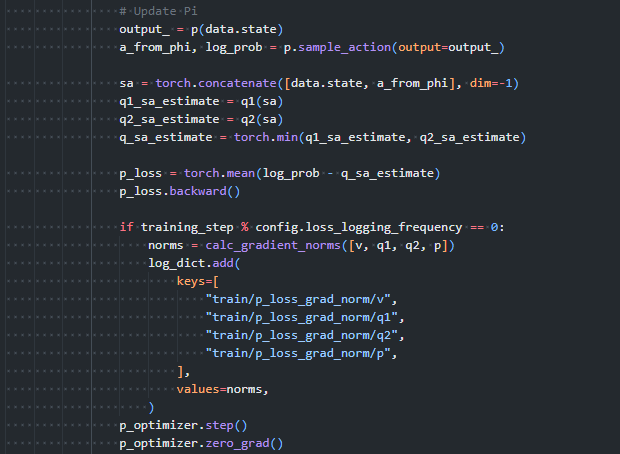 # Update Pi
output_ = p(data.state)
a_from_phi, log_prob = p.sample_action(output=output_)
sa = torch.concatenate([data.state, a_from_phi], dim=-1)
q1_sa_estimate = q1(sa)
q2_sa_estimate = q2(sa)
q_sa_estimate = torch.min(q1_sa_estimate, q2_sa_estimate)
p_loss = torch.mean(log_prob - q_sa_estimate)
p_loss.backward()
if training_step % config.loss_logging_frequency == 0:
norms = calc_gradient_norms([v, q1, q2, p])
log_dict.add(
keys=[
"train/p_loss_grad_norm/v",
"train/p_loss_grad_norm/q1",
"train/p_loss_grad_norm/q2",
"train/p_loss_grad_norm/p",
],
values=norms,
)
p_optimizer.step()
p_optimizer.zero_grad()